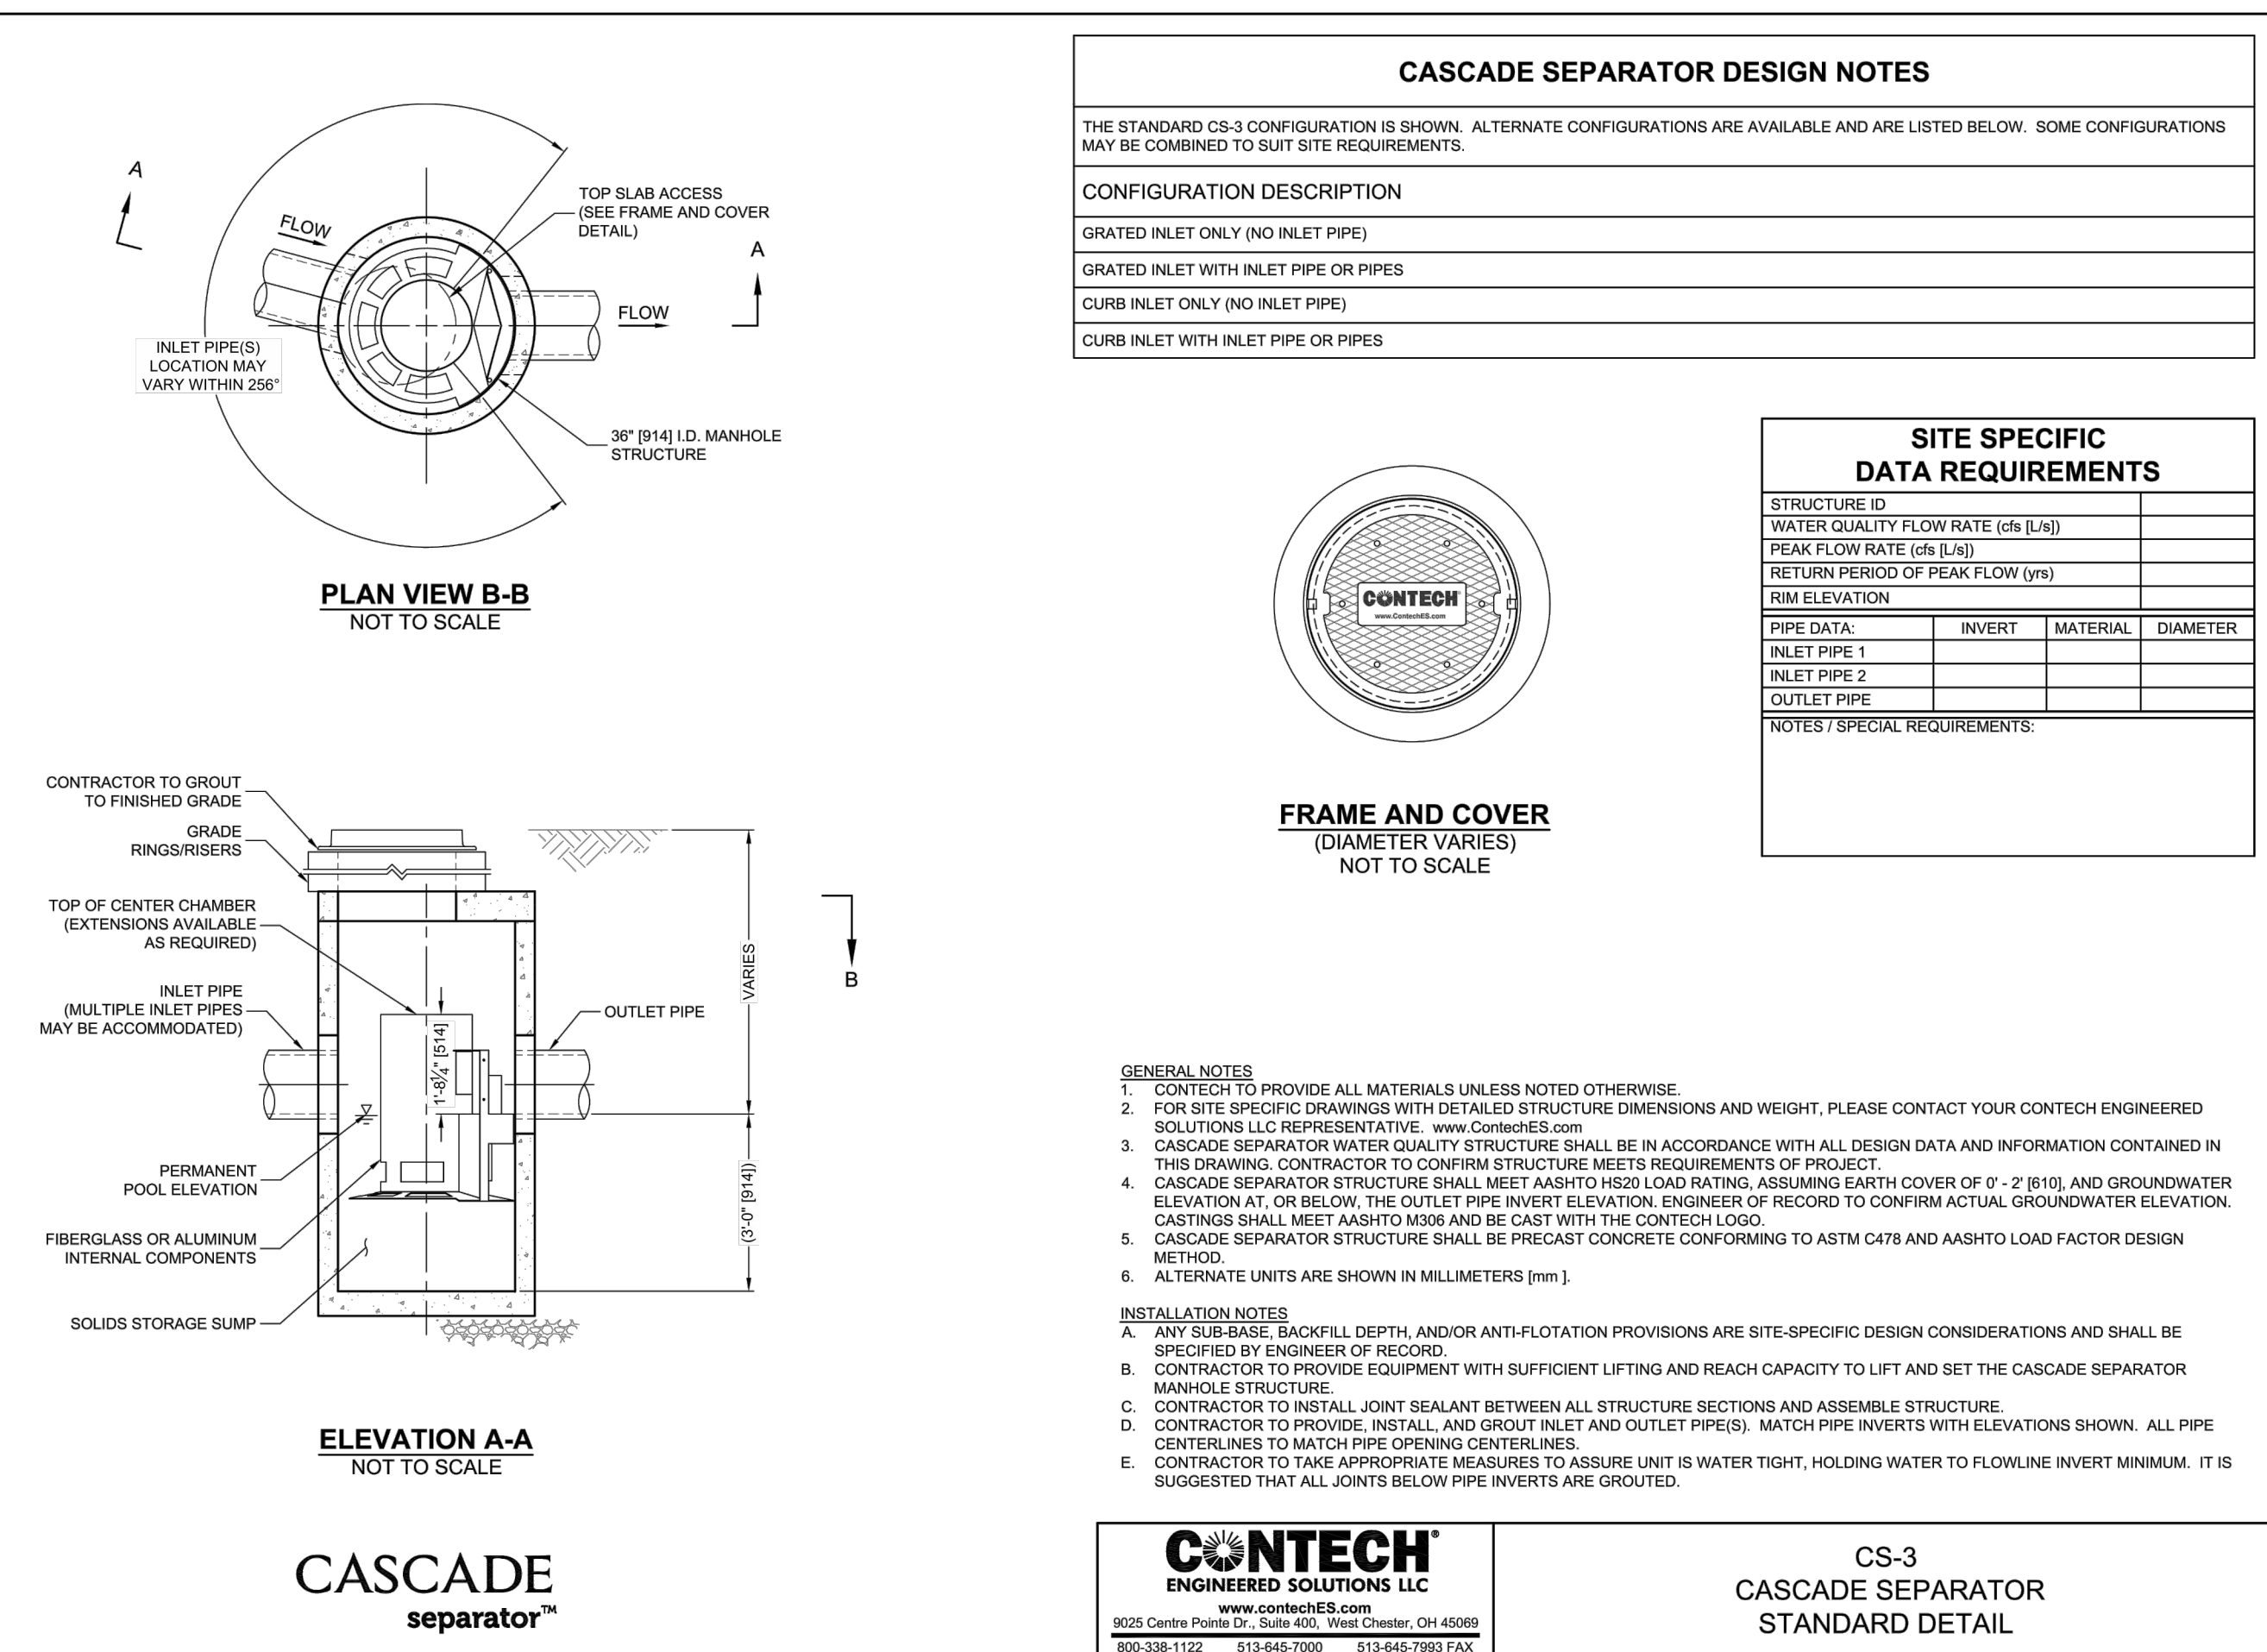 A
FLOW
TOP SLAB ACCESS
(SEE FRAME AND COVER
DETAIL)
A
FLOW
INLET PIPE(S)
LOCATION MAY
VARY WITHIN 256°
36" [914] I.D. MANHOLE
STRUCTURE
PLAN VIEW B-B
NOT TO SCALE
CONTRACTOR TO GROUT
TO FINISHED GRADE
GRADE
RINGS/RISERS
TOP OF CENTER CHAMBER
(EXTENSIONS AVAILABLE
AS REQUIRED)
INLET PIPE
(MULTIPLE INLET PIPES
MAY BE ACCOMMODATED)
PERMANENT
POOL ELEVATION
FIBERGLASS OR ALUMINUM
INTERNAL COMPONENTS
SOLIDS STORAGE SUMP
1'-8¼" [514]
OUTLET PIPE
VARIES
(3'-0" [914])
B
ELEVATION A-A
NOT TO SCALE
CASCADE
separator™
CASCADE SEPARATOR DESIGN NOTES
THE STANDARD CS-3 CONFIGURATION IS SHOWN. ALTERNATE CONFIGURATIONS ARE AVAILABLE AND ARE LISTED BELOW. SOME CONFIGURATIONS
MAY BE COMBINED TO SUIT SITE REQUIREMENTS.
CONFIGURATION DESCRIPTION
GRATED INLET ONLY (NO INLET PIPE)
GRATED INLET WITH INLET PIPE OR PIPES
CURB INLET ONLY (NO INLET PIPE)
CURB INLET WITH INLET PIPE OR PIPES
CONTECH
www.ContechES.com
FRAME AND COVER
(DIAMETER VARIES)
NOT TO SCALE
SITE SPECIFIC
DATA REQUIREMENTS
STRUCTURE ID
WATER QUALITY FLOW RATE (cfs [L/s])
PEAK FLOW RATE (cfs [L/s])
RETURN PERIOD OF PEAK FLOW (yrs)
RIM ELEVATION
PIPE DATA: INVERT MATERIAL DIAMETER
INLET PIPE 1
INLET PIPE 2
OUTLET PIPE
NOTES / SPECIAL REQUIREMENTS:
GENERAL NOTES
1. CONTECH TO PROVIDE ALL MATERIALS UNLESS NOTED OTHERWISE.
2. FOR SITE SPECIFIC DRAWINGS WITH DETAILED STRUCTURE DIMENSIONS AND WEIGHT, PLEASE CONTACT YOUR CONTECH ENGINEERED
SOLUTIONS LLC REPRESENTATIVE. www.ContechES.com
3. CASCADE SEPARATOR WATER QUALITY STRUCTURE SHALL BE IN ACCORDANCE WITH ALL DESIGN DATA AND INFORMATION CONTAINED IN
THIS DRAWING. CONTRACTOR TO CONFIRM STRUCTURE MEETS REQUIREMENTS OF PROJECT.
4. CASCADE SEPARATOR STRUCTURE SHALL MEET AASHTO HS20 LOAD RATING, ASSUMING EARTH COVER OF 0' - 2' [610], AND GROUNDWATER
ELEVATION AT, OR BELOW, THE OUTLET PIPE INVERT ELEVATION. ENGINEER OF RECORD TO CONFIRM ACTUAL GROUNDWATER ELEVATION.
CASTINGS SHALL MEET AASHTO M306 AND BE CAST WITH THE CONTECH LOGO.
5. CASCADE SEPARATOR STRUCTURE SHALL BE PRECAST CONCRETE CONFORMING TO ASTM C478 AND AASHTO LOAD FACTOR DESIGN
METHOD.
6. ALTERNATE UNITS ARE SHOWN IN MILLIMETERS [mm ].
INSTALLATION NOTES
A. ANY SUB-BASE, BACKFILL DEPTH, AND/OR ANTI-FLOTATION PROVISIONS ARE SITE-SPECIFIC DESIGN CONSIDERATIONS AND SHALL BE
SPECIFIED BY ENGINEER OF RECORD.
B. CONTRACTOR TO PROVIDE EQUIPMENT WITH SUFFICIENT LIFTING AND REACH CAPACITY TO LIFT AND SET THE CASCADE SEPARATOR
MANHOLE STRUCTURE.
C. CONTRACTOR TO INSTALL JOINT SEALANT BETWEEN ALL STRUCTURE SECTIONS AND ASSEMBLE STRUCTURE.
D. CONTRACTOR TO PROVIDE, INSTALL, AND GROUT INLET AND OUTLET PIPE(S). MATCH PIPE INVERTS WITH ELEVATIONS SHOWN. ALL PIPE
CENTERLINES TO MATCH PIPE OPENING CENTERLINES.
E. CONTRACTOR TO TAKE APPROPRIATE MEASURES TO ASSURE UNIT IS WATER TIGHT, HOLDING WATER TO FLOWLINE INVERT MINIMUM. IT IS
SUGGESTED THAT ALL JOINTS BELOW PIPE INVERTS ARE GROUTED.
CONTECH®
ENGINEERED SOLUTIONS LLC
www.contechES.com
9025 Centre Pointe Dr., Suite 400, West Chester, OH 45069
800-338-1122 513-645-7000 513-645-7993 FAX
CS-3
CASCADE SEPARATOR
STANDARD DETAIL